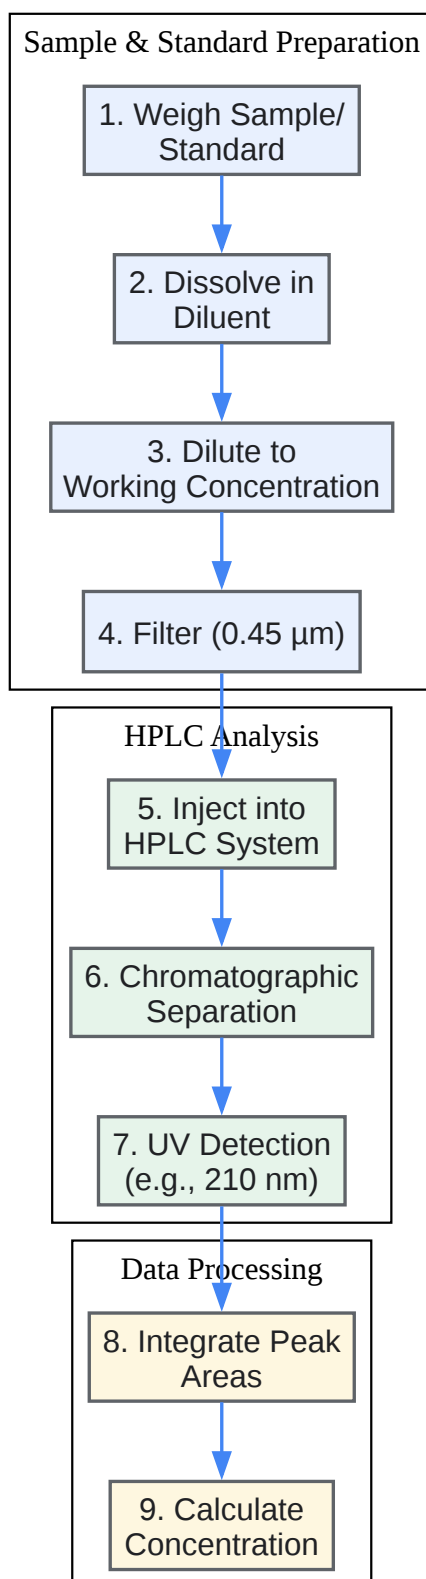 Sample & Standard Preparation
1. Weigh Sample/
Standard
2. Dissolve in
Diluent
3. Dilute to
Working Concentration
4. Filter (0.45 µm)
HPLC Analysis
5. Inject into
HPLC System
6. Chromatographic
Separation
7. UV Detection
(e.g., 210 nm)
Data Processing
8. Integrate Peak
Areas
9. Calculate
Concentration